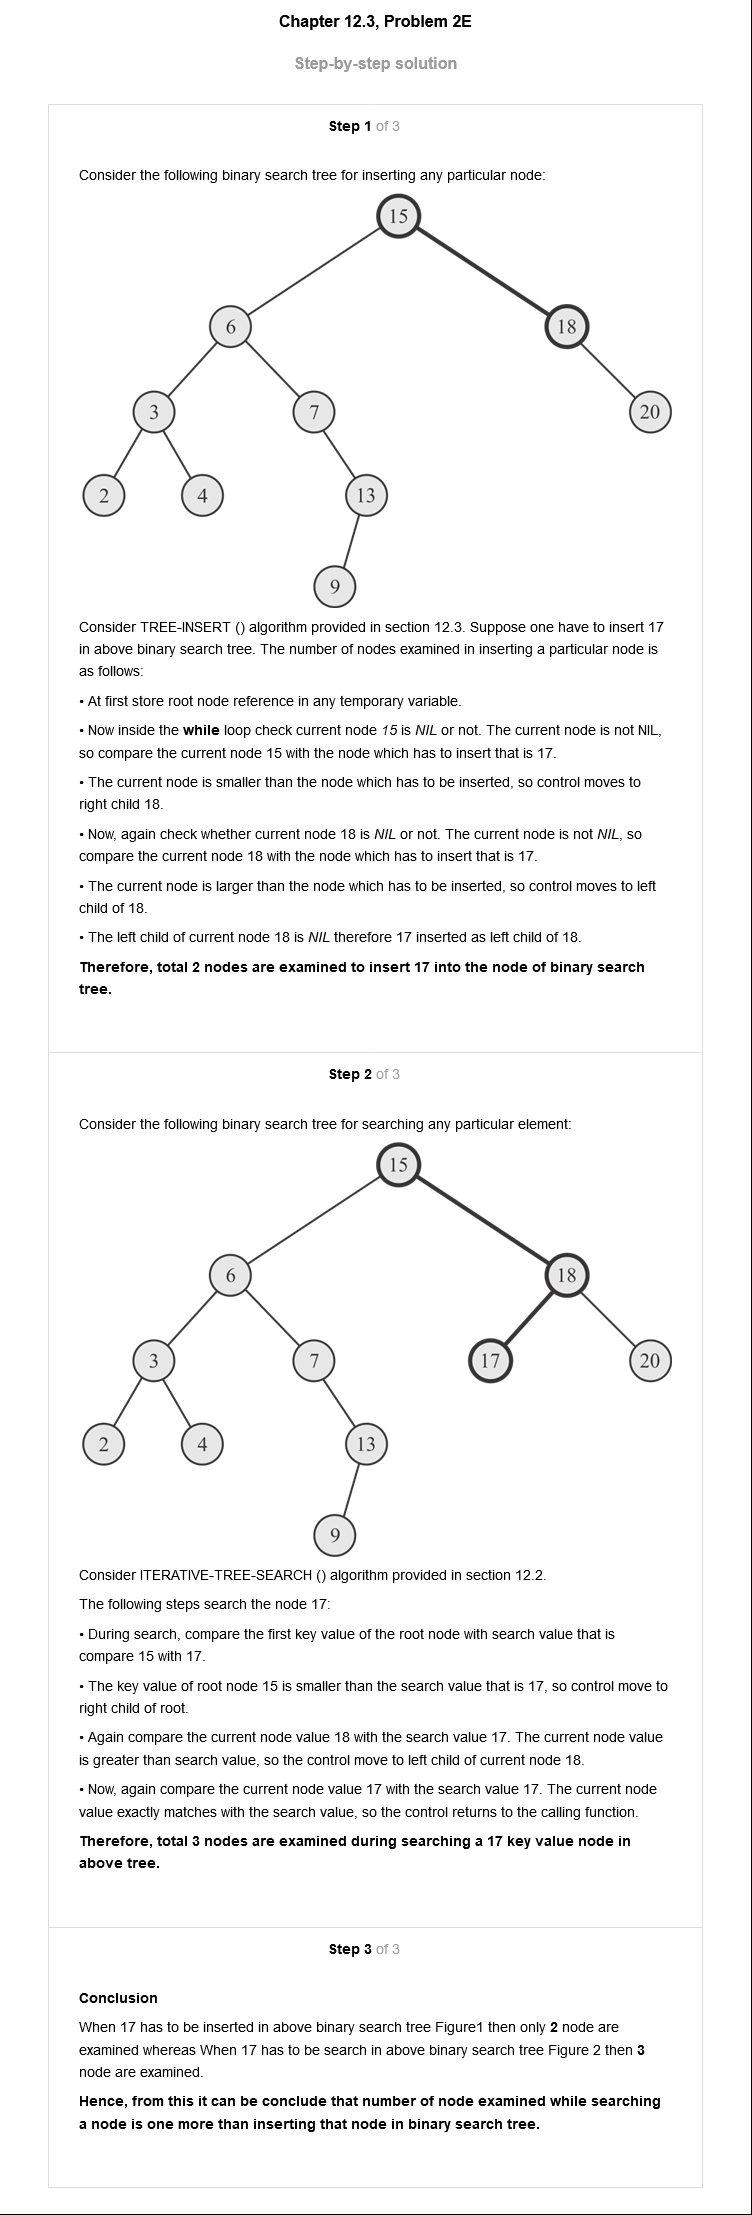 Chapter 12.3, Problem 2E
Step-by-step solution
Step 1 of 3
Consider the following binary search tree for inserting any particular node:
15
6
18
3
7
20
2
4
13
9
Consider TREE-INSERT () algorithm provided in section 12.3. Suppose one have to insert 17
in above binary search tree. The number of nodes examined in inserting a particular node is
as follows:
• At first store root node reference in any temporary variable.
• Now inside the while loop check current node 15 is NIL or not. The current node is not NIL,
so compare the current node 15 with the node which has to insert that is 17.
• The current node is smaller than the node which has to be inserted, so control moves to
right child 18.
• Now, again check whether current node 18 is NIL or not. The current node is not NIL, so
compare the current node 18 with the node which has to insert that is 17.
• The current node is larger than the node which has to be inserted, so control moves to left
child of 18.
• The left child of current node 18 is NIL therefore 17 inserted as left child of 18.
Therefore, total 2 nodes are examined to insert 17 into the node of binary search
tree.
Step 2 of 3
Consider the following binary search tree for searching any particular element:
15
6
18
3
7
17
20
2
4
13
9
Consider ITERATIVE-TREE-SEARCH () algorithm provided in section 12.2.
The following steps search the node 17:
• During search, compare the first key value of the root node with search value that is
compare 15 with 17.
• The key value of root node 15 is smaller than the search value that is 17, so control move to
right child of root.
• Again compare the current node value 18 with the search value 17. The current node value
is greater than search value, so the control move to left child of current node 18.
• Now, again compare the current node value 17 with the search value 17. The current node
value exactly matches with the search value, so the control returns to the calling function.
Therefore, total 3 nodes are examined during searching a 17 key value node in
above tree.
Step 3 of 3
Conclusion
When 17 has to be inserted in above binary search tree Figure1 then only 2 node are
examined whereas When 17 has to be search in above binary search tree Figure 2 then 3
node are examined.
Hence, from this it can be conclude that number of node examined while searching
a node is one more than inserting that node in binary search tree.